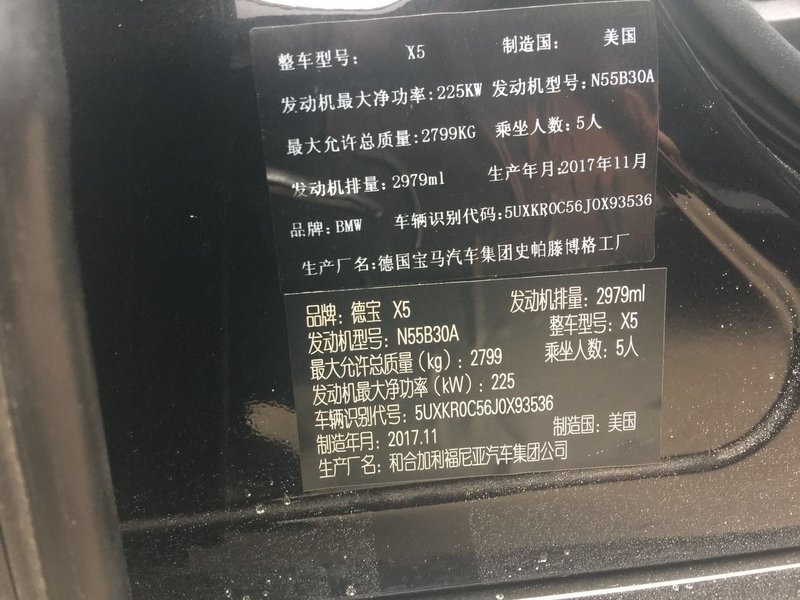 整车型号: X5 制造国: 美国
发动机最大净功率:225KW 发动机型号:N55B30A
最大允许总质量:2799KG 乘坐人数:5人
发动机排量:2979ml 生产年月:2017年11月
品牌:BMW 车辆识别代码:5UXKR0C56J0X93536
生产厂名:德国宝马汽车集团史帕滕博格工厂
品牌: 德宝 X5 发动机排量: 2979ml
发动机型号: N55B30A 整车型号: X5
最大允许总质量 (kg) : 2799 乘坐人数: 5人
发动机最大净功率 (kW) : 225
车辆识别代号: 5UXKR0C56J0X93536
制造年月: 2017.11 制造国: 美国
生产厂名: 和合加利福尼亚汽车集团公司